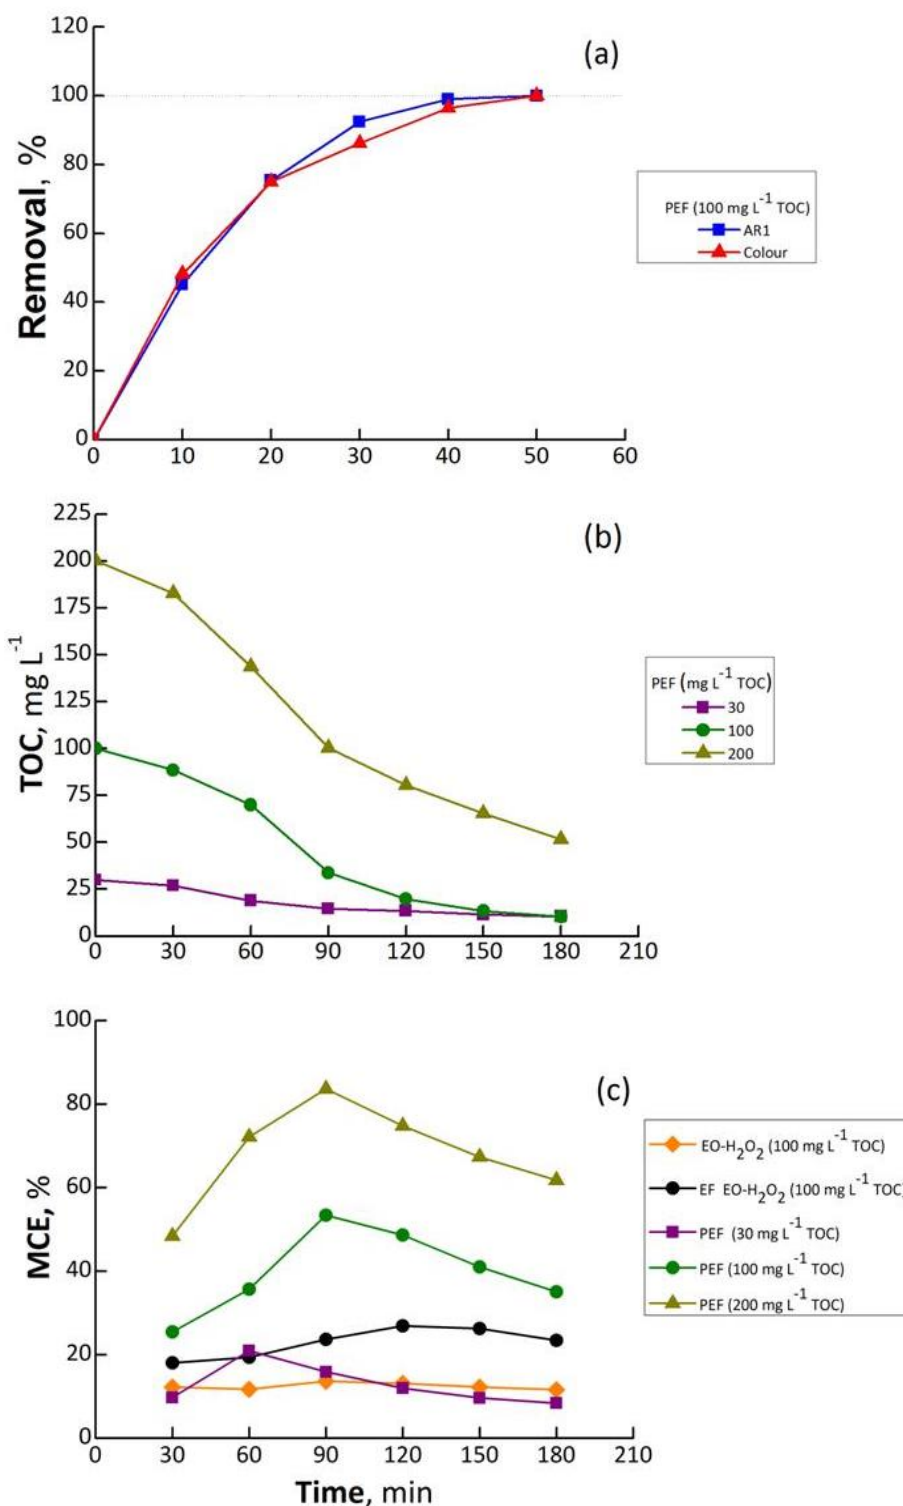 120
(a)
100
80
60
40
20
0
Removal, %
0 10 20 30 40 50 60
PEF (100 mg L⁻¹ TOC)
AR1
Colour
225
(b)
200
175
150
125
100
75
50
25
0
TOC, mg L⁻¹
0 30 60 90 120 150 180 210
PEF (mg L⁻¹ TOC)
30
100
200
100
(c)
80
60
40
20
0
MCE, %
0 30 60 90 120 150 180 210
Time, min
EO-H₂O₂ (100 mg L⁻¹ TOC)
EF EO-H₂O₂ (100 mg L⁻¹ TOC)
PEF (30 mg L⁻¹ TOC)
PEF (100 mg L⁻¹ TOC)
PEF (200 mg L⁻¹ TOC)